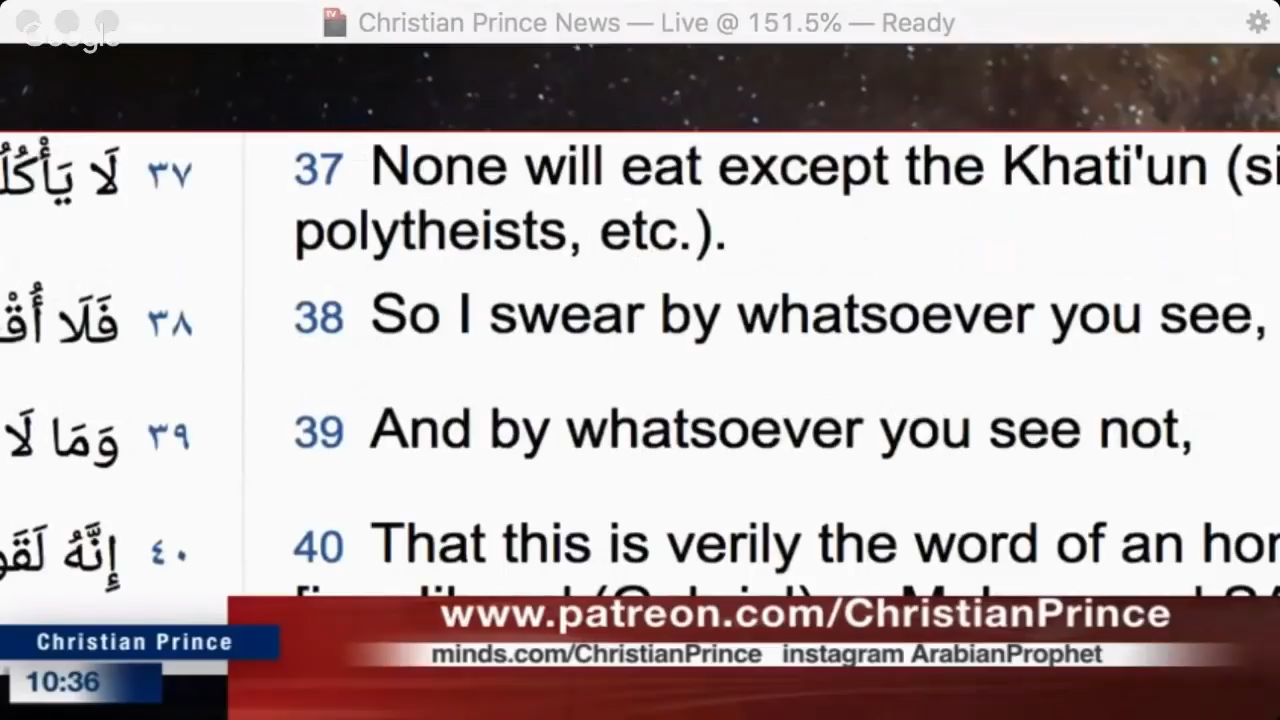 Christian Prince News — Live @ 151.5% — Ready
Google
لَا ٣٧
37 None will eat except the Khati'un
polytheists, etc.).
فَلَا ٣٨
38 So I swear by whatsoever you see,
وَمَا لَا ٣٩
39 And by whatsoever you see not,
إِنَّهُ ٤٠
40 That this is verily the word of an
www.patreon.com/ChristianPrince
minds.com/ChristianPrince instagram ArabianProphet
Christian Prince
10:36